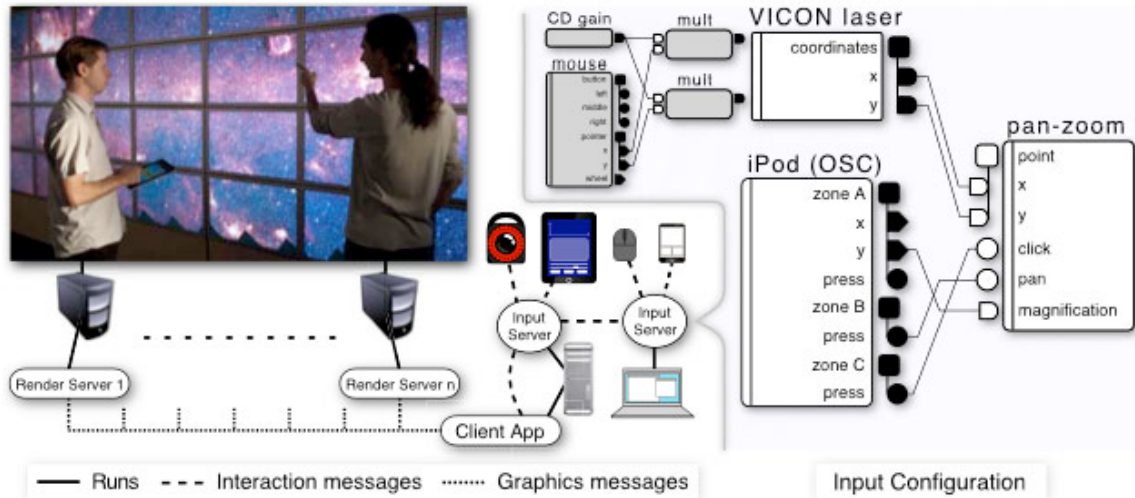 CD gain
mult
VICON laser
mouse
button
left
middle
right
pointer
x
y
wheel
mult
coordinates
x
y
pan-zoom
point
x
y
click
pan
magnification
iPod (OSC)
zone A
x
y
press
zone B
press
zone C
press
Input
Server
Input
Server
Render Server 1
Render Server n
Client App
Runs
Interaction messages
Graphics messages
Input Configuration